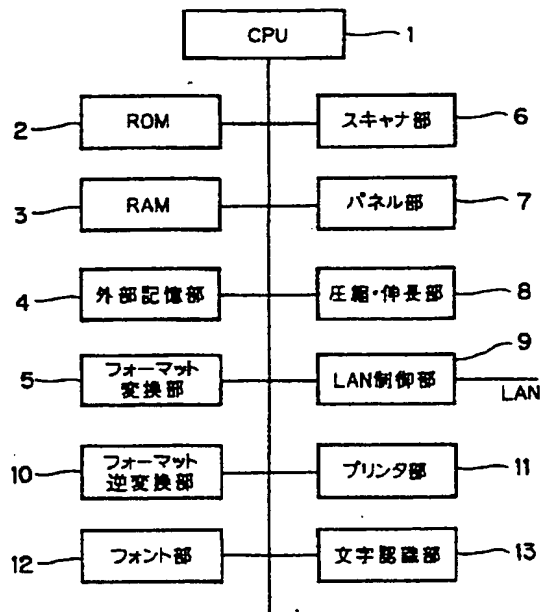 CPU
1
2
ROM
スキャナ部
6
3
RAM
パネル部
7
4
外部記憶部
圧縮・伸長部
8
5
フォーマット
変換部
LAN制御部
9
LAN
10
フォーマット
逆変換部
プリンタ部
11
12
フォント部
文字認識部
13